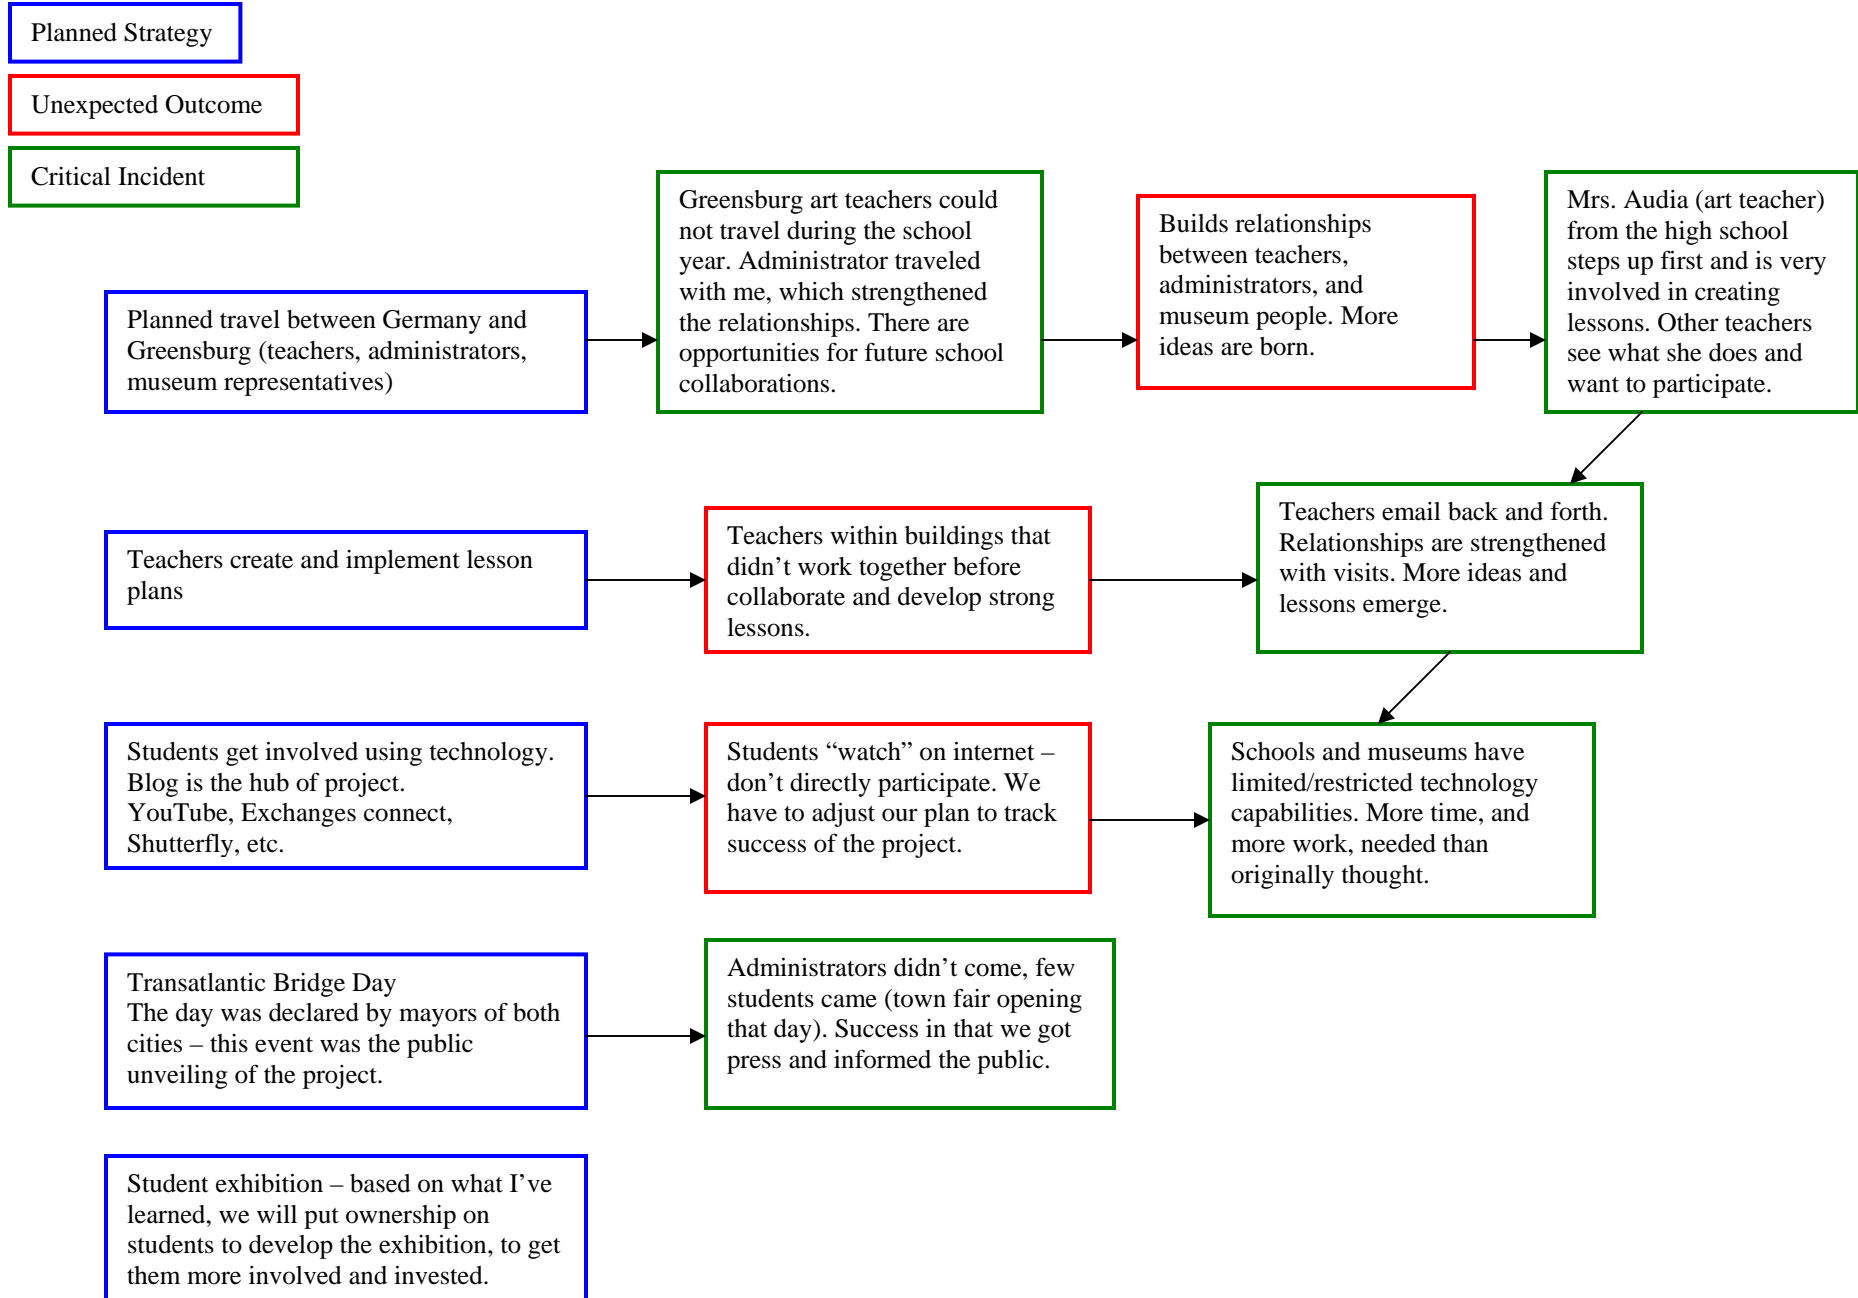 Planned Strategy
Unexpected Outcome
Critical Incident
Planned travel between Germany and
Greensburg (teachers, administrators,
museum representatives)
Greensburg art teachers could
not travel during the school
year. Administrator traveled
with me, which strengthened
the relationships. There are
opportunities for future school
collaborations.
Builds relationships
between teachers,
administrators, and
museum people. More
ideas are born.
Mrs. Audia (art teacher)
from the high school
steps up first and is very
involved in creating
lessons. Other teachers
see what she does and
want to participate.
Teachers create and implement lesson
plans
Teachers within buildings that
didn’t work together before
collaborate and develop strong
lessons.
Teachers email back and forth.
Relationships are strengthened
with visits. More ideas and
lessons emerge.
Students get involved using technology.
Blog is the hub of project.
YouTube, Exchanges connect,
Shutterfly, etc.
Students “watch” on internet –
don’t directly participate. We
have to adjust our plan to track
success of the project.
Schools and museums have
limited/restricted technology
capabilities. More time, and
more work, needed than
originally thought.
Transatlantic Bridge Day
The day was declared by mayors of both
cities – this event was the public
unveiling of the project.
Administrators didn’t come, few
students came (town fair opening
that day). Success in that we got
press and informed the public.
Student exhibition – based on what I’ve
learned, we will put ownership on
students to develop the exhibition, to get
them more involved and invested.